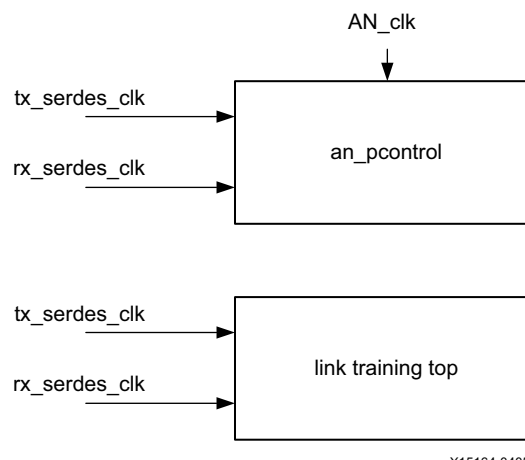 AN_clk
tx_serdes_clk
an_pcontrol
rx_serdes_clk
tx_serdes_clk
link training top
rx_serdes_clk